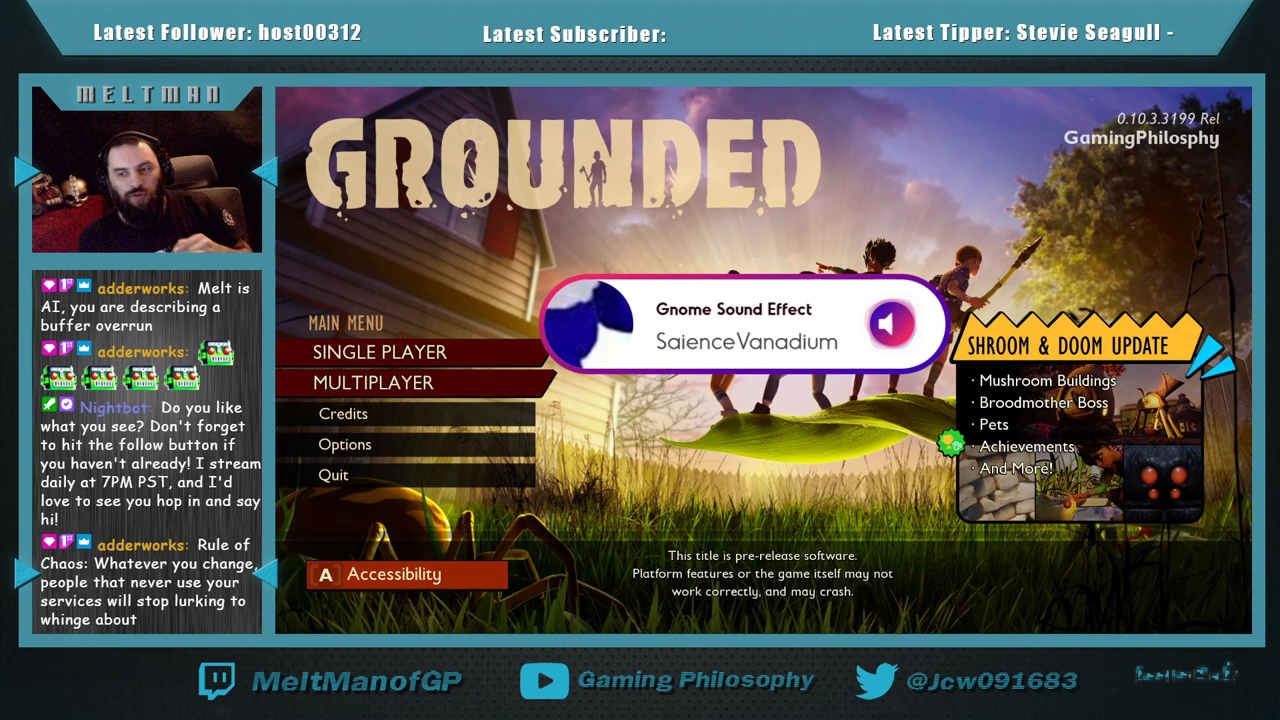 Latest Follower: host00312
Latest Subscriber:
Latest Tipper: Stevie Seagull -
MELTMAN
adderworks: Melt is
AI, you are describing a
buffer overrun
adderworks:
Nightbot: Do you like
what you see? Don't forget
to hit the follow button if
you haven't already! I stream
daily at 7PM PST, and I'd
love to see you hop in and say
hi!
adderworks: Rule of
Chaos: Whatever you change,
people that never use your
services will stop lurking to
whinge about
GROUNDED
0.10.3.3199 Rel
GamingPhilosphy
MAIN MENU
SINGLE PLAYER
MULTIPLAYER
Credits
Options
Quit
A Accessibility
Gnome Sound Effect
SaienceVanadium
SHROOM & DOOM UPDATE
· Mushroom Buildings
· Broodmother Boss
· Pets
· Achievements
· And More!
This title is pre-release software.
Platform features or the game itself may not
work correctly, and may crash.
MeltManofGP
Gaming Philosophy
@Jcw091683